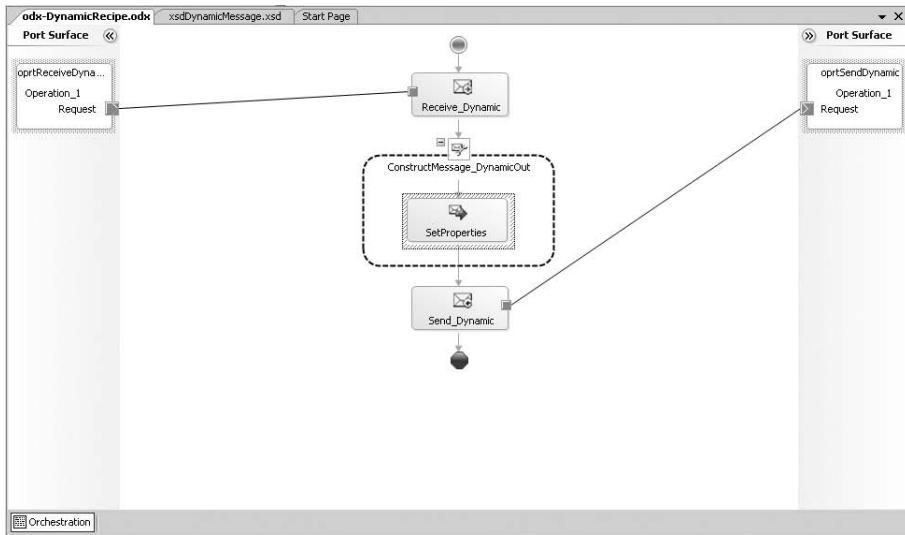 odx-DynamicRecipe.odx xsdDynamicMessage.xsd Start Page
Port Surface
Port Surface
oprtReceiveDyna...
Operation_1
Request
Receive_Dynamic
ConstructMessage_DynamicOut
SetProperties
Send_Dynamic
oprtSendDynamic
Operation_1
Request
Orchestration